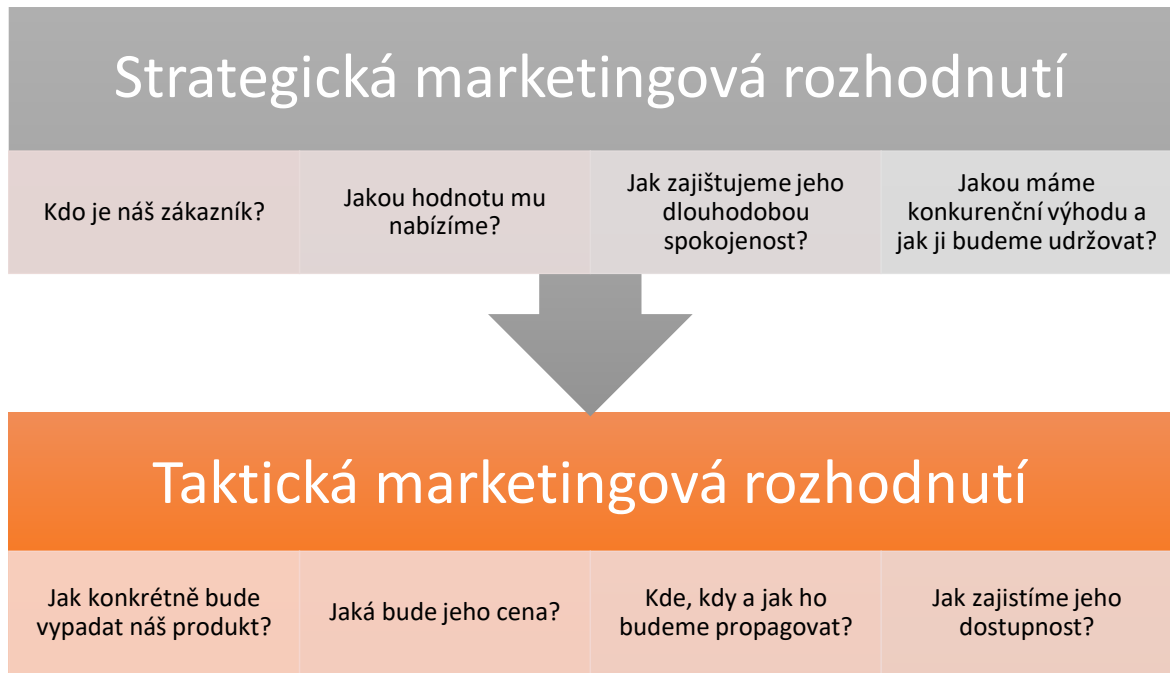 Strategická marketingová rozhodnutí
Kdo je náš zákazník?
Jakou hodnotu mu
nabízíme?
Jak zajištujeme jeho
dlouhodobou
spokojenost?
Jakou máme
konkurenční výhodu a
jak ji budeme udržovat?
Taktická marketingová rozhodnutí
Jak konkrétně bude
vypadat náš produkt?
Jaká bude jeho cena?
Kde, kdy a jak ho
budeme propagovat?
Jak zajistíme jeho
dostupnost?